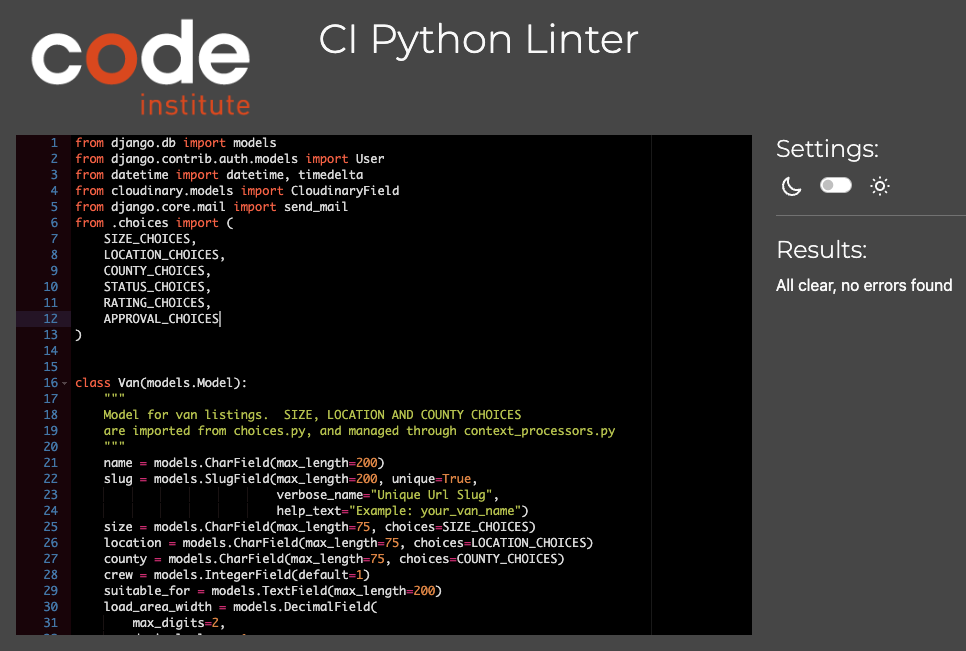 code
institute
CI Python Linter
1 from django.db import models
2 from django.contrib.auth.models import User
3 from datetime import datetime, timedelta
4 from cloudinary.models import CloudinaryField
5 from django.core.mail import send_mail
6 from .choices import (
7     SIZE_CHOICES,
8     LOCATION_CHOICES,
9     COUNTY_CHOICES,
10     STATUS_CHOICES,
11     RATING_CHOICES,
12     APPROVAL_CHOICES
13 )
14
15
16 class Van(models.Model):
17     """
18     Model for van listings.  SIZE, LOCATION AND COUNTY CHOICES
19     are imported from choices.py, and managed through context_processors.py
20     """
21     name = models.CharField(max_length=200)
22     slug = models.SlugField(max_length=200, unique=True,
23                             verbose_name="Unique Url Slug",
24                             help_text="Example: your_van_name")
25     size = models.CharField(max_length=75, choices=SIZE_CHOICES)
26     location = models.CharField(max_length=75, choices=LOCATION_CHOICES)
27     county = models.CharField(max_length=75, choices=COUNTY_CHOICES)
28     crew = models.IntegerField(default=1)
29     suitable_for = models.TextField(max_length=200)
30     load_area_width = models.DecimalField(
31         max_digits=2,
Settings:
Results:
All clear, no errors found